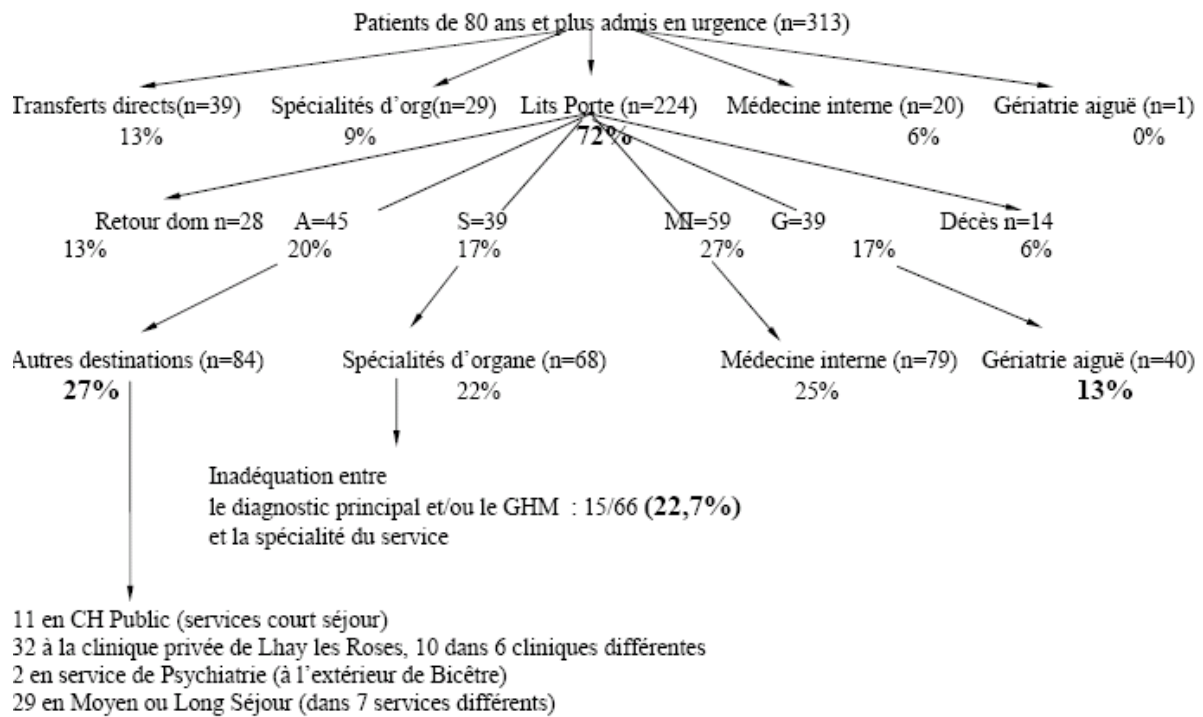 Patients de 80 ans et plus admis en urgence (n=313)
Transferts directs(n=39) Spécialités d'org(n=29) Lits Porte (n=224) Médecine interne (n=20) Gériatrie aiguë (n=1)
13% 9% 72% 6% 0%
Retour dom n=28 A=45 S=39 MI=59 G=39 Décès n=14
13% 20% 17% 27% 17% 6%
Autres destinations (n=84) Spécialités d'organe (n=68) Médecine interne (n=79) Gériatrie aiguë (n=40)
27% 22% 25% 13%
Inadéquation entre
le diagnostic principal et/ou le GHM : 15/66 (22,7%)
et la spécialité du service
11 en CH Public (services court séjour)
32 à la clinique privée de Lhay les Roses, 10 dans 6 cliniques différentes
2 en service de Psychiatrie (à l'extérieur de Bicêtre)
29 en Moyen ou Long Séjour (dans 7 services différents)